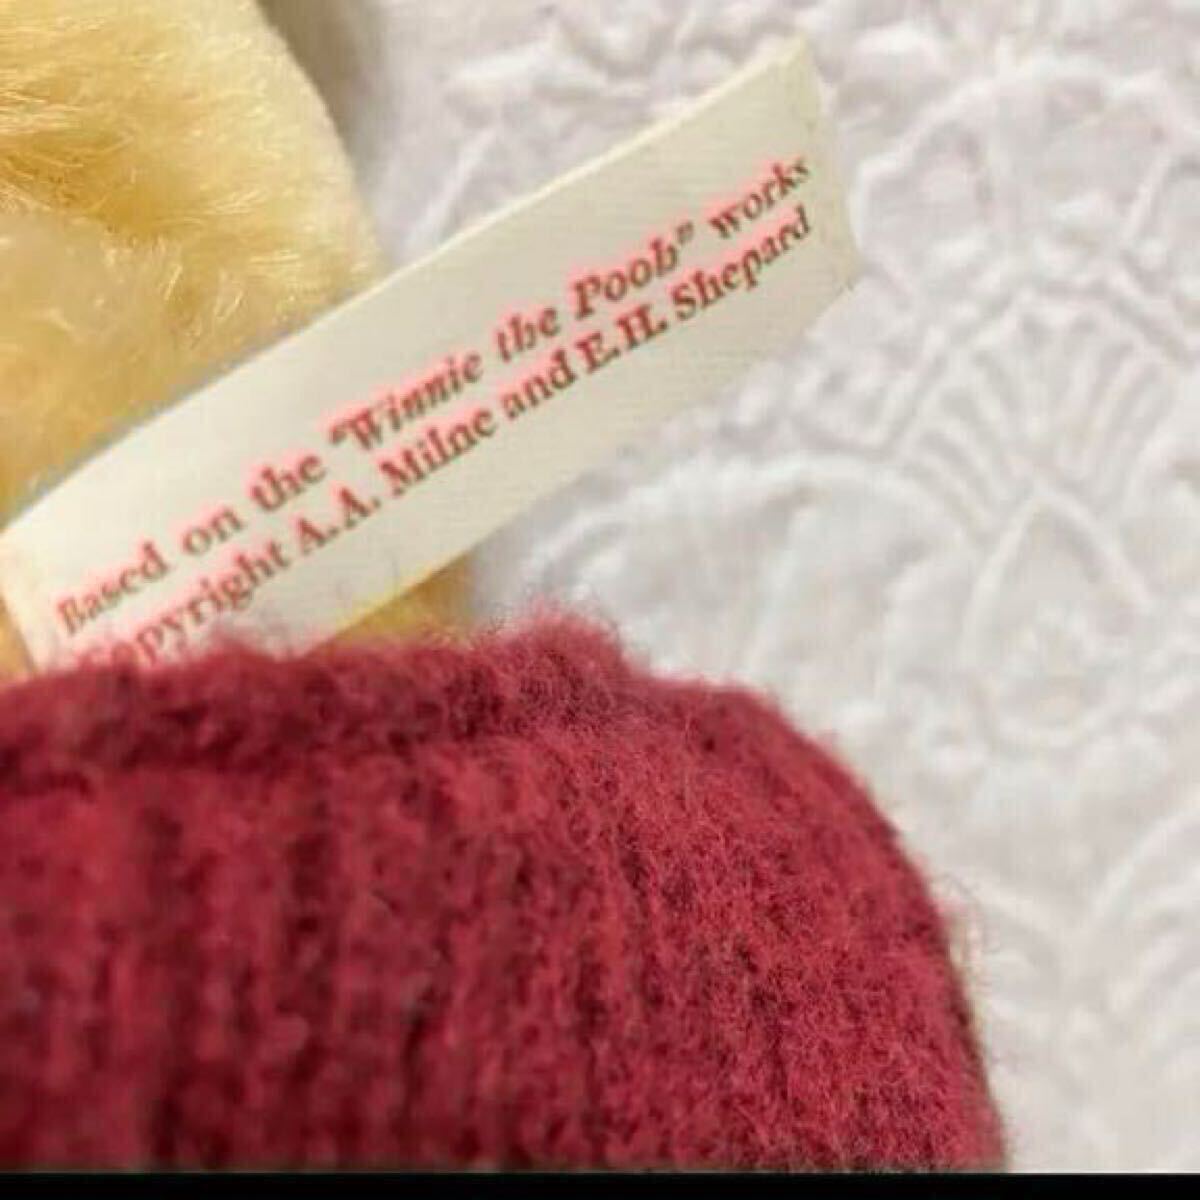 Based on the "Winnie the Pooh" works
Copyright A.A. Milne and E.H. Shepard